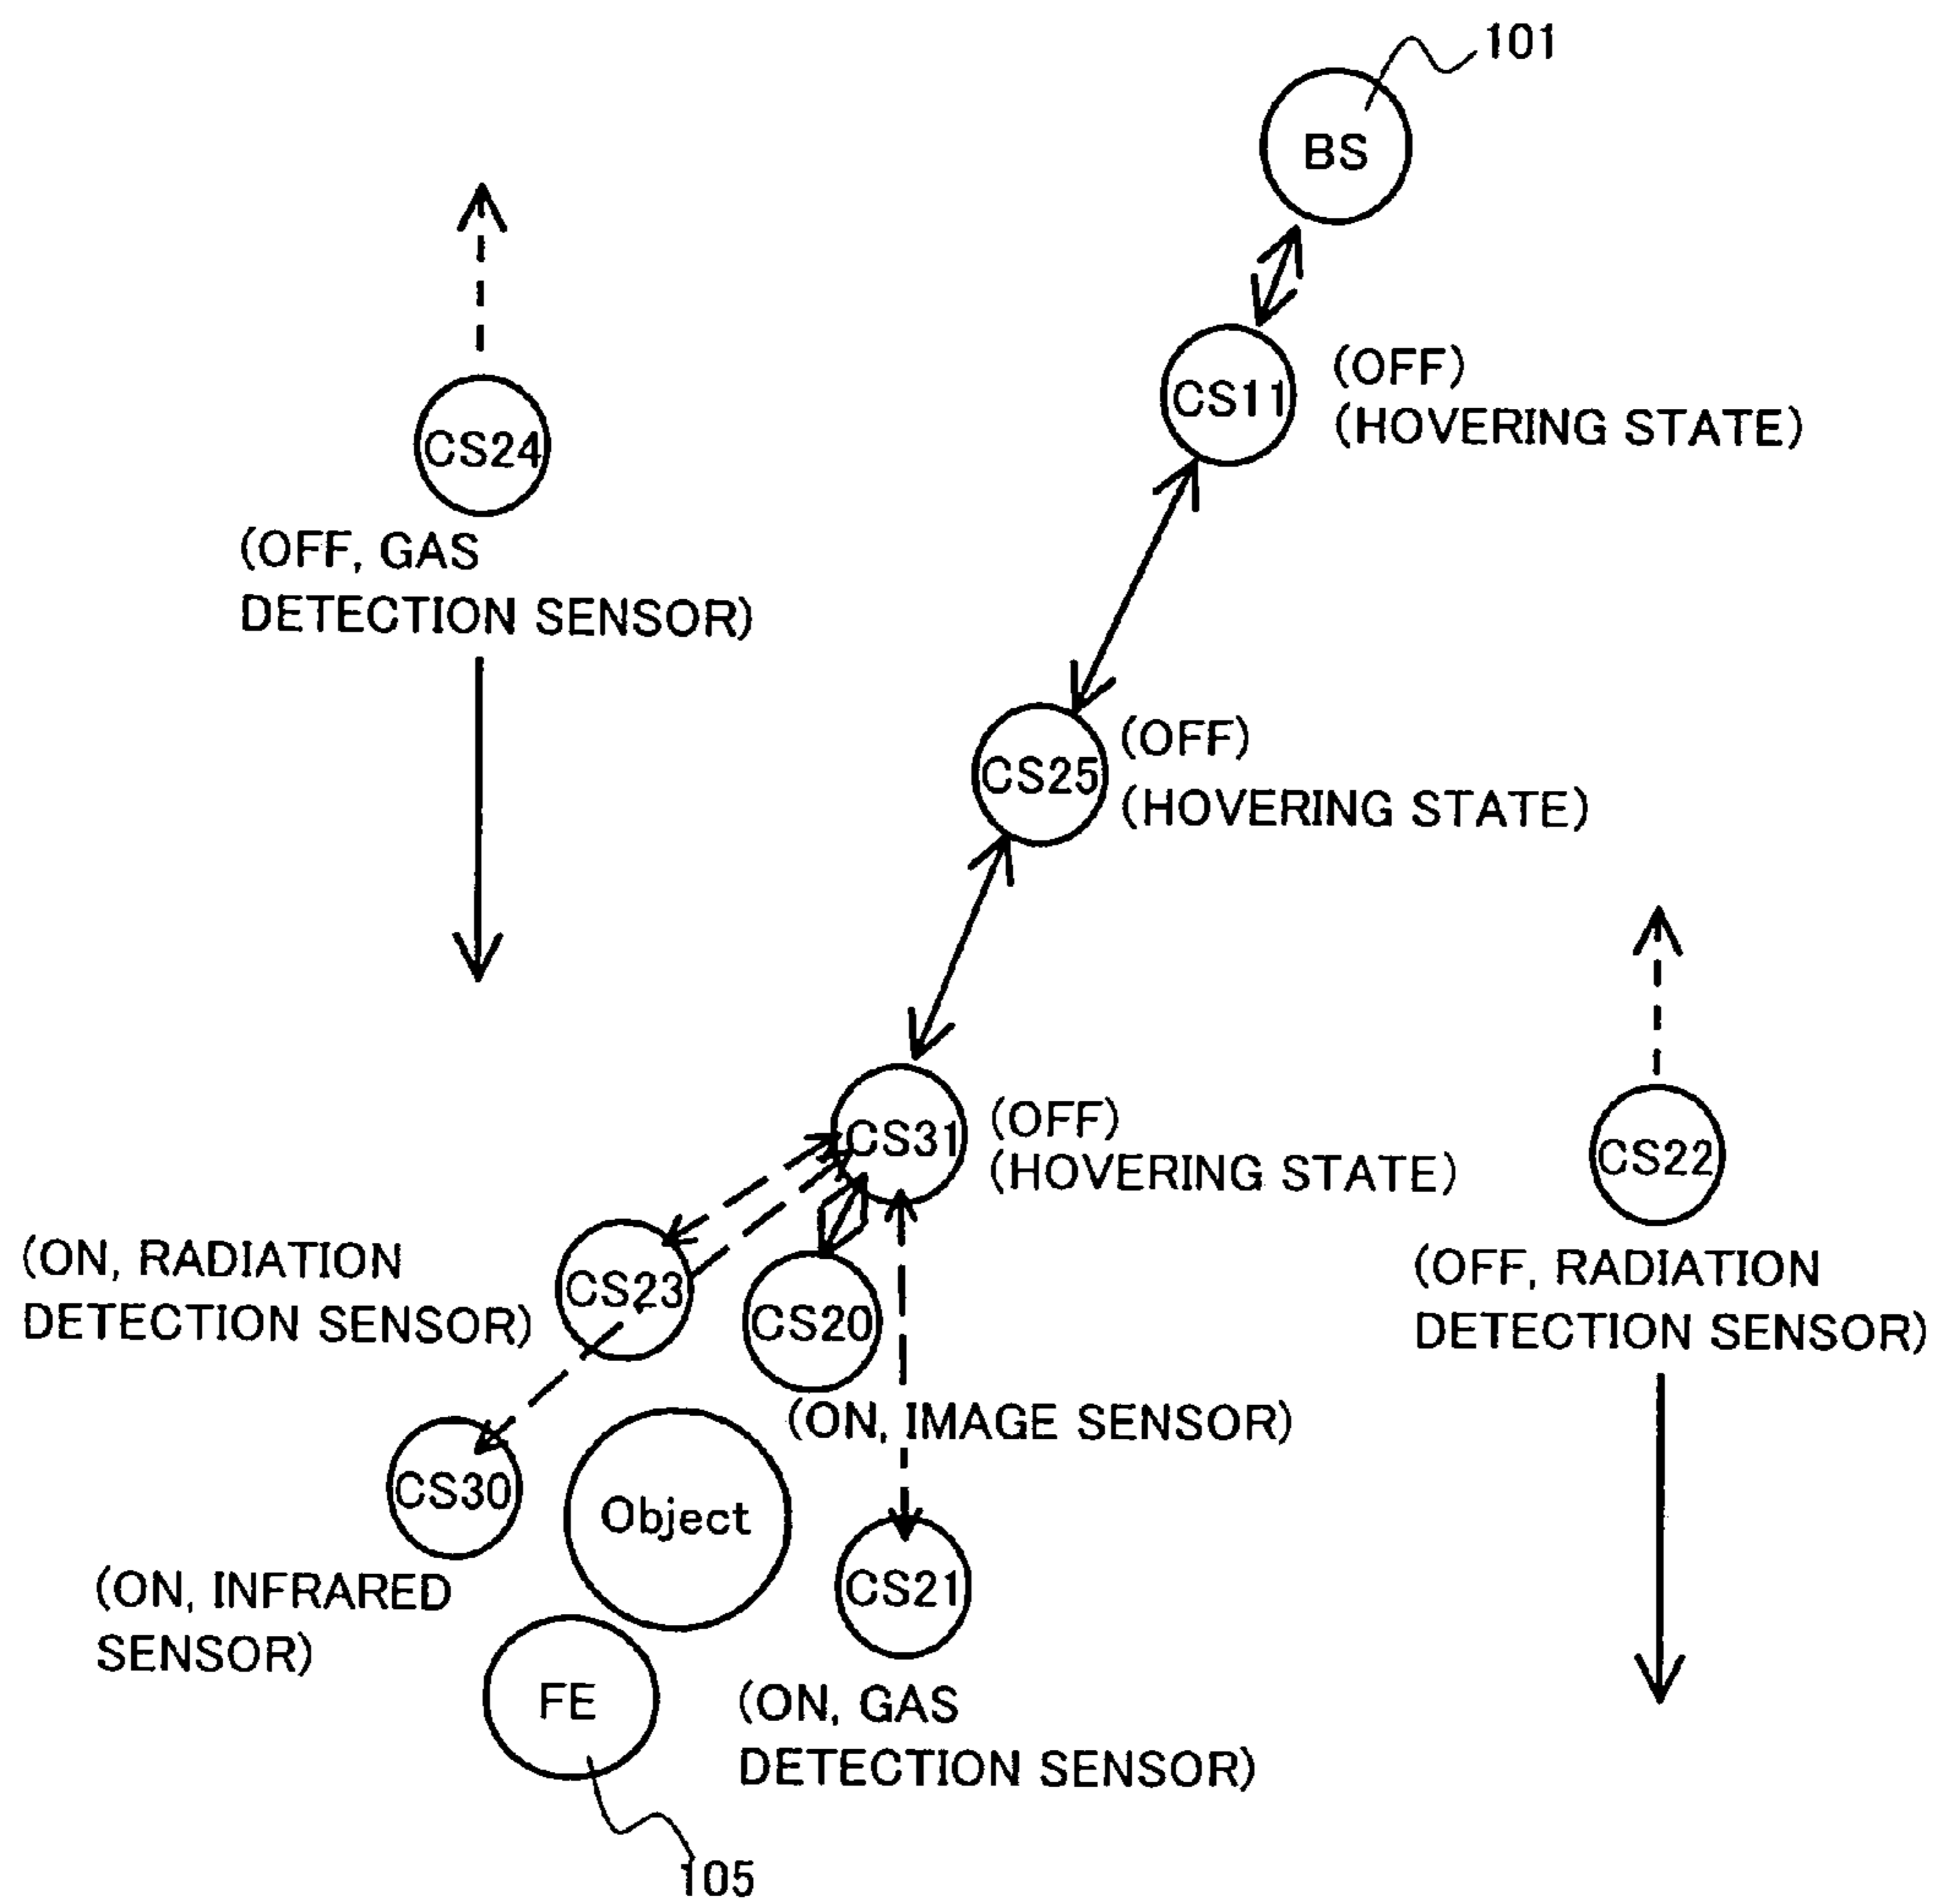 101
BS
CS11
(OFF)
(HOVERING STATE)
CS24
(OFF, GAS
DETECTION SENSOR)
CS25
(OFF)
(HOVERING STATE)
CS31
(OFF)
(HOVERING STATE)
CS22
(OFF, RADIATION
DETECTION SENSOR)
(ON, RADIATION
DETECTION SENSOR)
CS23
CS20
(ON, IMAGE SENSOR)
CS30
(ON, INFRARED
SENSOR)
Object
CS21
(ON, GAS
DETECTION SENSOR)
FE
105